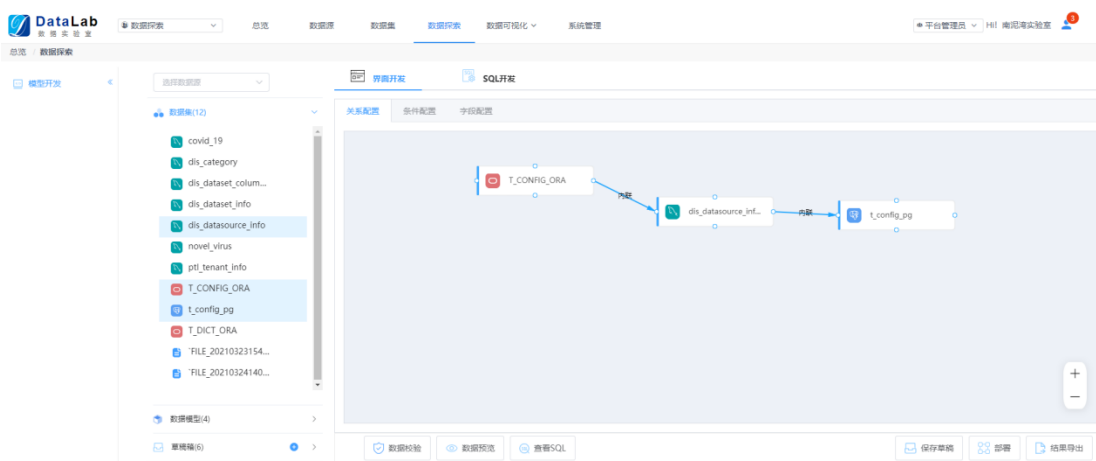 DataLab
数据实验室
数据探索
总览
数据源
数据集
数据探索
数据可视化
系统管理
平台管理员
Hi! 南泥湾实验室
3
总览 / 数据探索
模型开发
选择数据源
界面开发
SQL开发
数据集(12)
关系配置
条件配置
字段配置
covid_19
dis_category
dis_dataset_colum...
dis_dataset_info
dis_datasource_info
novel_virus
ptl_tenant_info
T_CONFIG_ORA
t_config_pg
T_DICT_ORA
`FILE_20210323154...
`FILE_20210324140...
T_CONFIG_ORA
内联
dis_datasource_inf...
内联
t_config_pg
数据模型(4)
草稿箱(6)
数据校验
数据预览
查看SQL
保存草稿
部署
结果导出